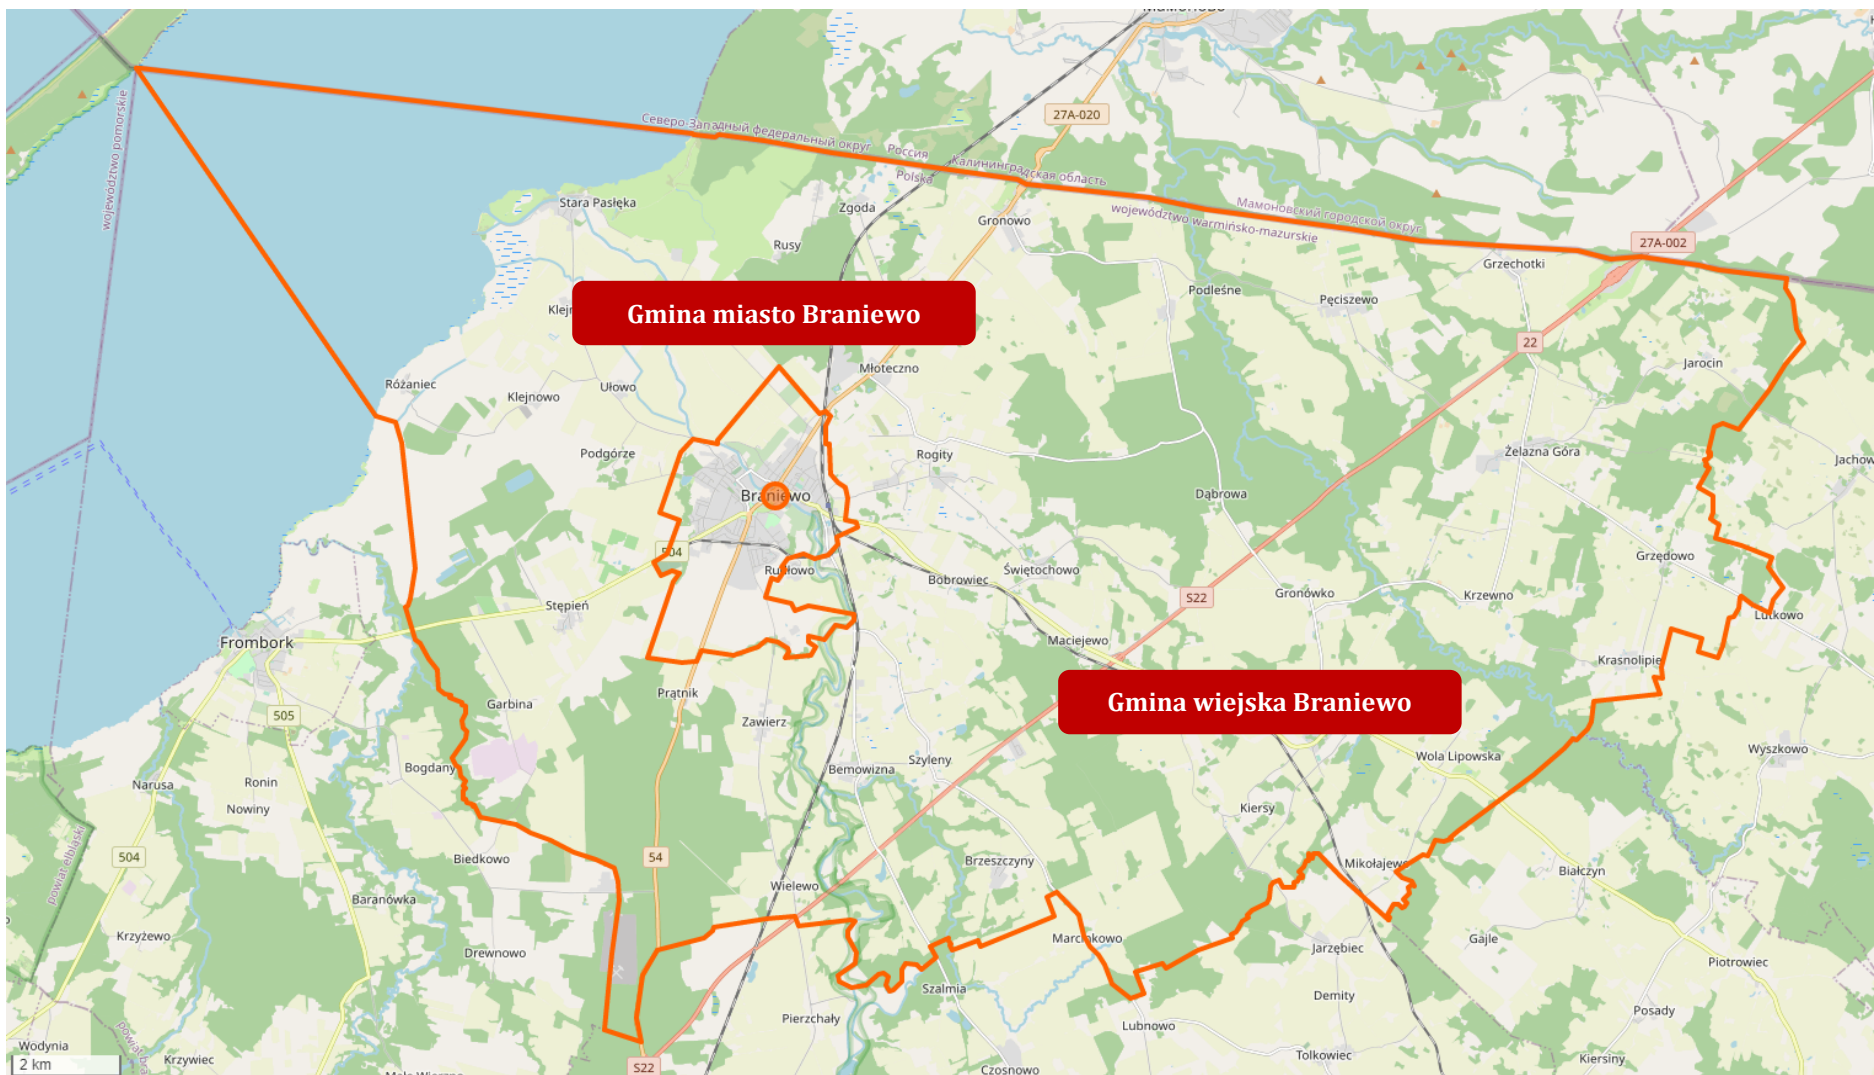 Мамоново
27A-020
Северо-Западный федеральный округ
Россия
Калининградская область
Polska
województwo pomorskie
Stara Pasłęka
Zgoda
Gronowo
Мамоновский городской округ
województwo warmińsko-mazurskie
27A-002
Rusy
Grzechotki
Podleśne
Pęciszewo
Gmina miasto Braniewo
22
Jarocin
Młoteczno
Różaniec
Ułowo
Klejnowo
Podgórze
Rogity
Żelazna Góra
Braniewo
Dąbrowa
504
Grzędowo
Świętochowo
Bobrowiec
Stępień
S22
Gronówko
Krzewno
Lutkowo
Frombork
Maciejewo
Krasnolipie
Prątnik
Gmina wiejska Braniewo
Garbina
505
Zawierz
Wyszkowo
Szyleny
Wola Lipowska
Bogdany
Bemowizna
Narusa
Ronin
Nowiny
Kiersy
504
54
Biedkowo
Brzeszczyny
Mikołajewo
Białczyn
Wielewo
Baranówka
powiat elbląski
Krzyżewo
Drewnowo
Marcinkowo
Jarzębiec
Gajle
Piotrowiec
Szalmia
Demity
Pierzchały
Lubnowo
Posady
Wodynia
Krzywiec
Tolkowiec
Kiersiny
2 km
S22
Czosnowo